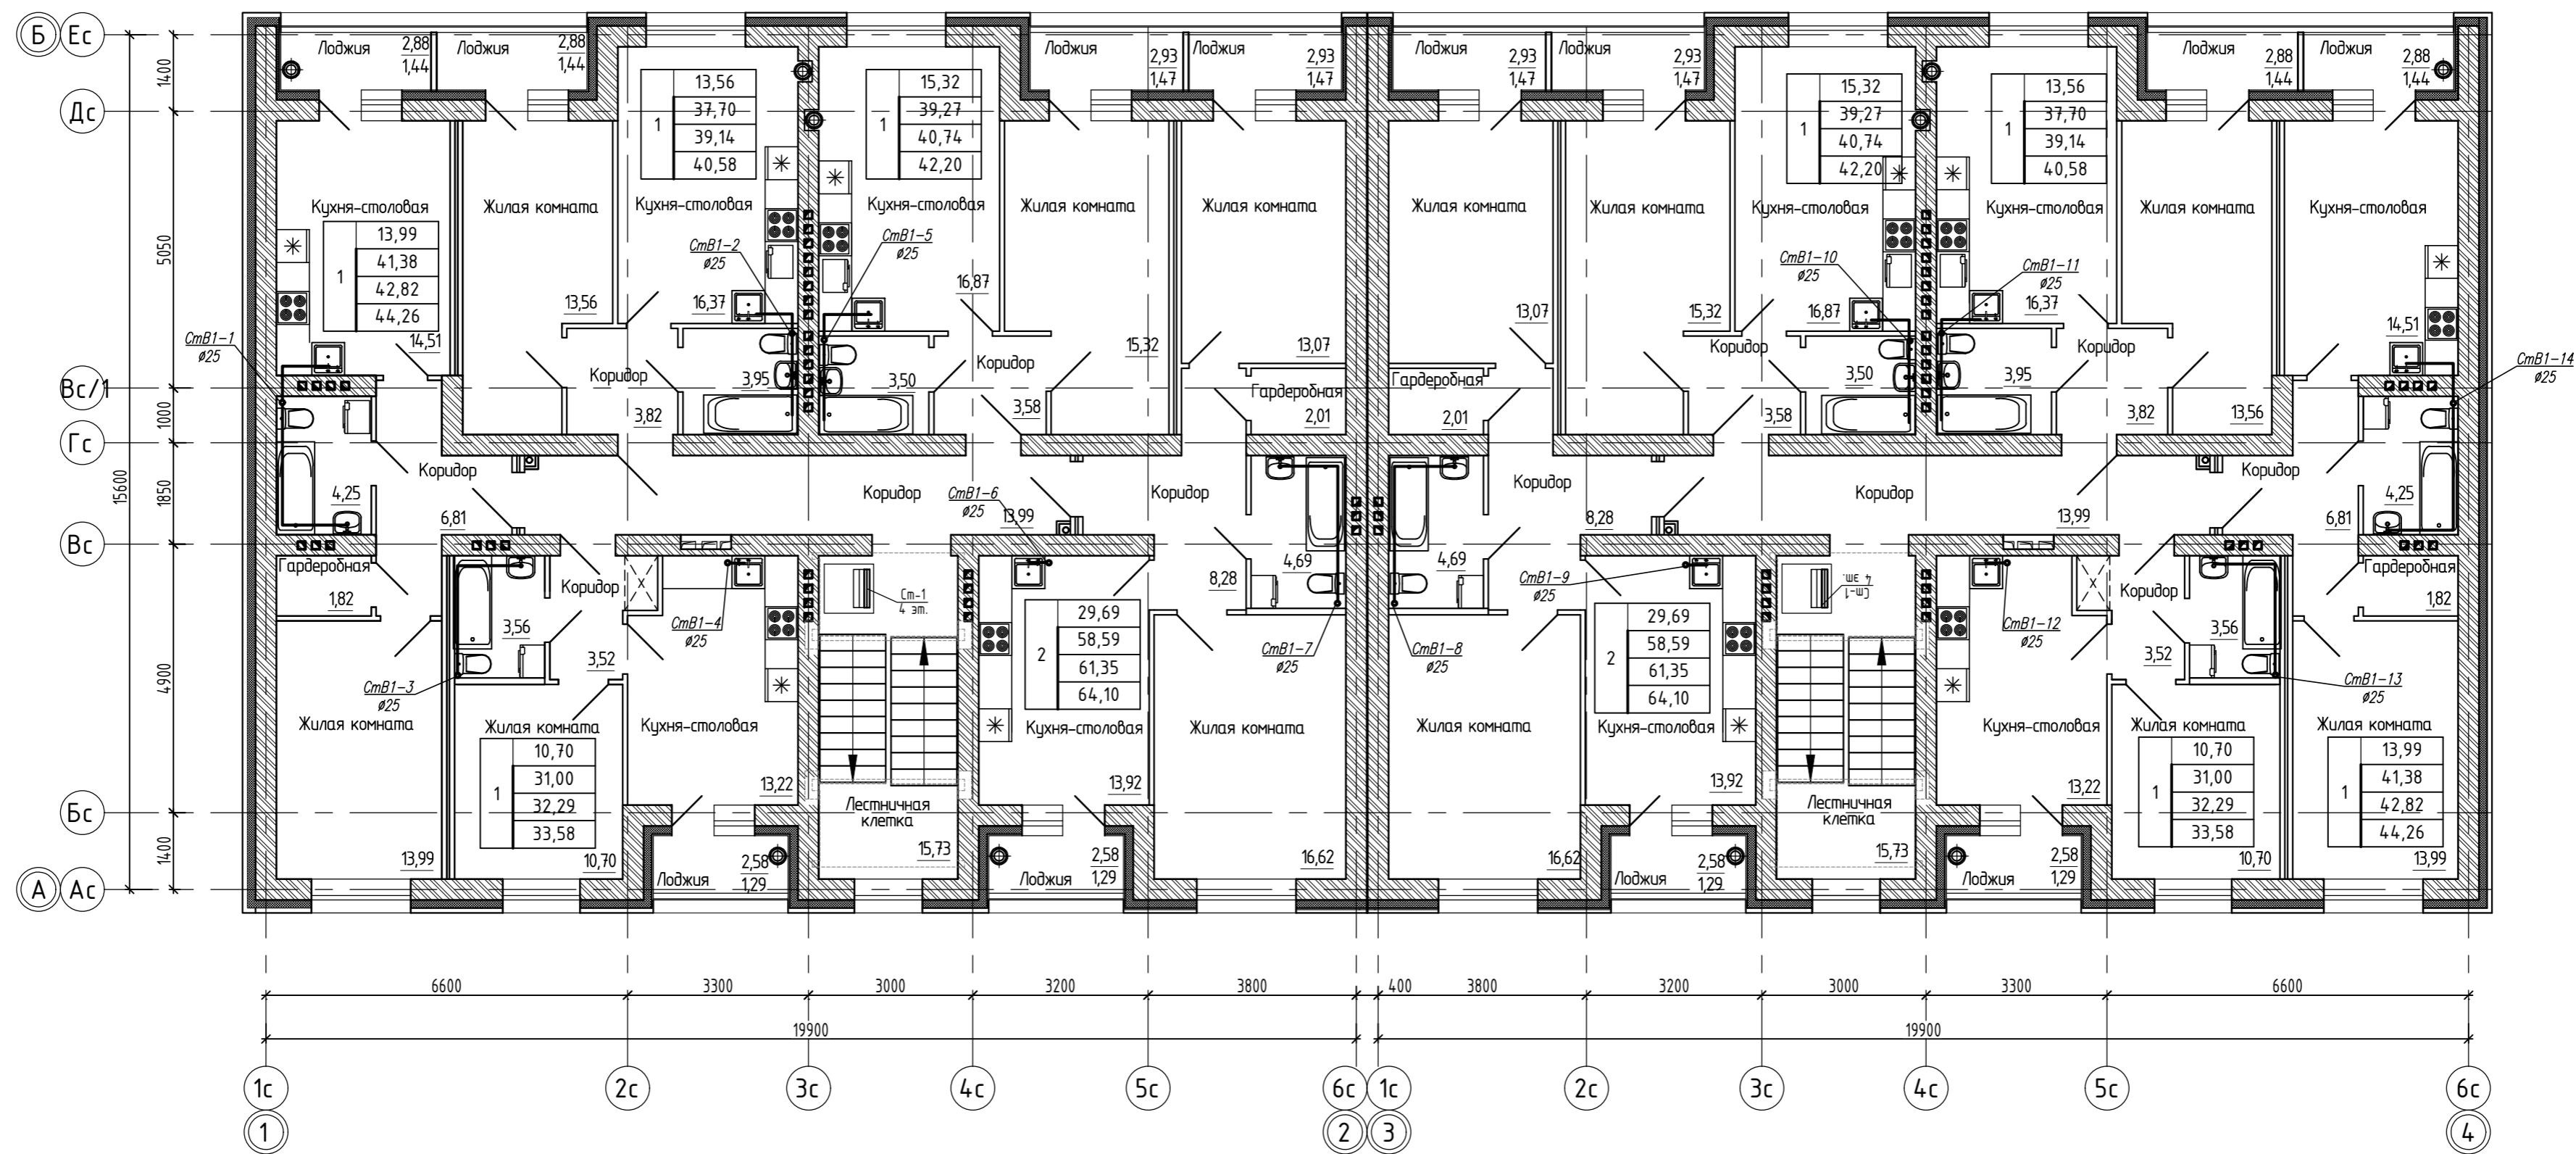 Б Ес
Лоджия 2,88 Лоджия 2,88 Лоджия 2,93 Лоджия 2,93 Лоджия 2,93 Лоджия 2,93 Лоджия 2,88 Лоджия 2,88
1,44 1,44 1,47 1,47 1,47 1,47 1,44 1,44
1400
13,56 15,32 15,32 13,56
Дс
37,70 39,27 39,27 37,70
1 1 1 1
39,14 40,74 40,74 39,14
40,58 42,20 42,20 40,58
Кухня-столовая Жилая комната Кухня-столовая Кухня-столовая Жилая комната Жилая комната Жилая комната Жилая комната Кухня-столовая Кухня-столовая Жилая комната Кухня-столовая
13,99
41,38
1
42,82
44,26
5050
СтВ1-2
ø25
СтВ1-5
ø25
СтВ1-10
ø25
СтВ1-11
ø25
13,56 16,37 16,87 13,07 15,32 16,87 16,37
СтВ1-1
ø25
14,51 15,32 13,07 14,51
СтВ1-14
ø25
Коридор Коридор Коридор Коридор
Вс/1
3,95 3,50 Гардеробная Гардеробная 3,50 3,95
1000
3,82 3,58 2,01 2,01 3,58 3,82 13,56
Гс
15600
1850
Коридор Коридор Коридор Коридор Коридор Коридор
4,25 СтВ1-6
ø25
4,25
6,81 13,99 8,28 13,99 6,81
Вс
Гардеробная Коридор 4,69 4,69 Коридор Гардеробная
Ст-1
4 эт.
СтВ1-9
ø25
Ст-1
4 эт.
8,28
1,82 1,82
3,56 СтВ1-4
ø25
29,69 29,69
58,59 58,59
2 2
61,35 61,35
64,10 64,10
СтВ1-12
ø25
3,56
3,52 СтВ1-7
ø25
СтВ1-8
ø25
3,52
СтВ1-3
ø25
СтВ1-13
ø25
4900
Жилая комната Жилая комната Кухня-столовая Кухня-столовая Жилая комната Жилая комната Кухня-столовая Кухня-столовая Жилая комната Жилая комната
10,70 10,70 13,99
31,00 31,00 41,38
1 1 1
32,29 32,29 42,82
33,58 33,58 44,26
13,22 13,92 13,92 13,22
Бс
Лестничная
клетка
Лестничная
клетка
1400
13,99 10,70 15,73 16,62 16,62 15,73 10,70 13,99
Лоджия 2,58
1,29
Лоджия 2,58
1,29
Лоджия 2,58
1,29
Лоджия 2,58
1,29
А Ас
6600 3300 3000 3200 3800 400 3800 3200 3000 3300 6600
19900 19900
1с 2с 3с 4с 5с 6с 1с 2с 3с 4с 5с 6с
1 2 3 4